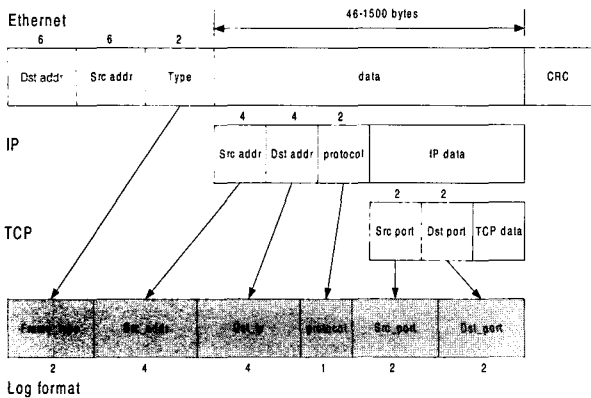 Ethernet
46-1500 bytes
6 6 2
Dst addr Src addr Type data CRC
4 4 2
IP
Src addr Dst addr protocol IP data
2 2
TCP
Src port Dst port TCP data
protocol Src_port Dst_port
2 4 4 1 2 2
Log format